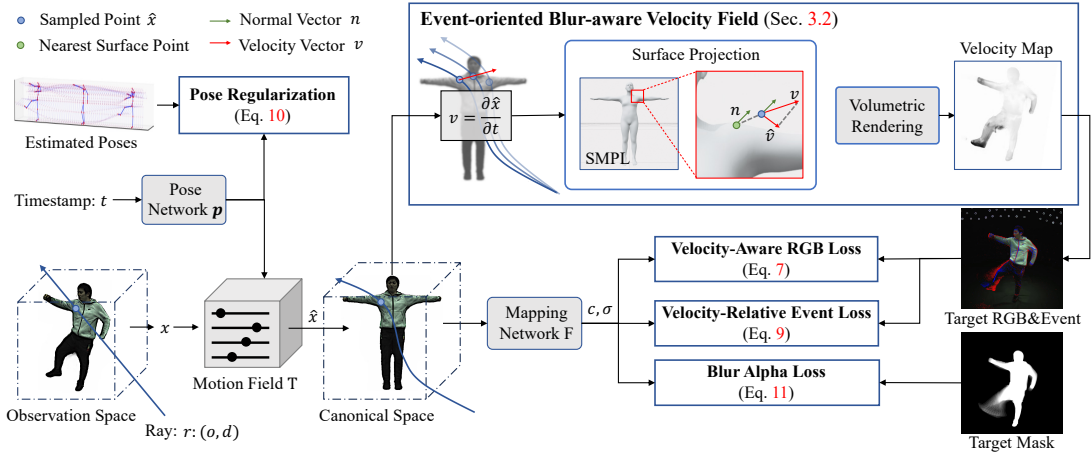 Sampled Point x̂
Normal Vector n
Nearest Surface Point
Velocity Vector v
Event-oriented Blur-aware Velocity Field (Sec. 3.2)
Surface Projection
Velocity Map
Pose Regularization
(Eq. 10)
Estimated Poses
v = ∂x̂/∂t
SMPL
n
v
v̂
Volumetric
Rendering
Timestamp: t
Pose
Network p
Velocity-Aware RGB Loss
(Eq. 7)
Mapping
Network F
c, σ
Velocity-Relative Event Loss
(Eq. 9)
Target RGB&Event
x
x̂
Motion Field T
Blur Alpha Loss
(Eq. 11)
Observation Space
Canonical Space
Ray: r: (o, d)
Target Mask